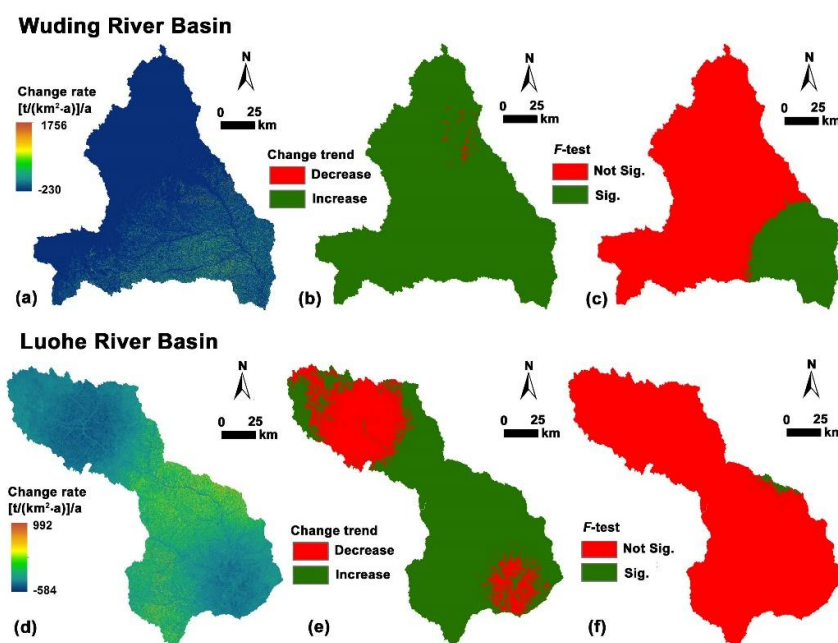 Wuding River Basin
Change rate
[t/(km²·a)]/a
1756
-230
N
0 25
km
(a)
Change trend
Decrease
Increase
N
0 25
km
(b)
F-test
Not Sig.
Sig.
N
0 25
km
(c)
Luohe River Basin
Change rate
[t/(km²·a)]/a
992
-584
N
0 25
km
(d)
Change trend
Decrease
Increase
N
0 25
km
(e)
F-test
Not Sig.
Sig.
N
0 25
km
(f)